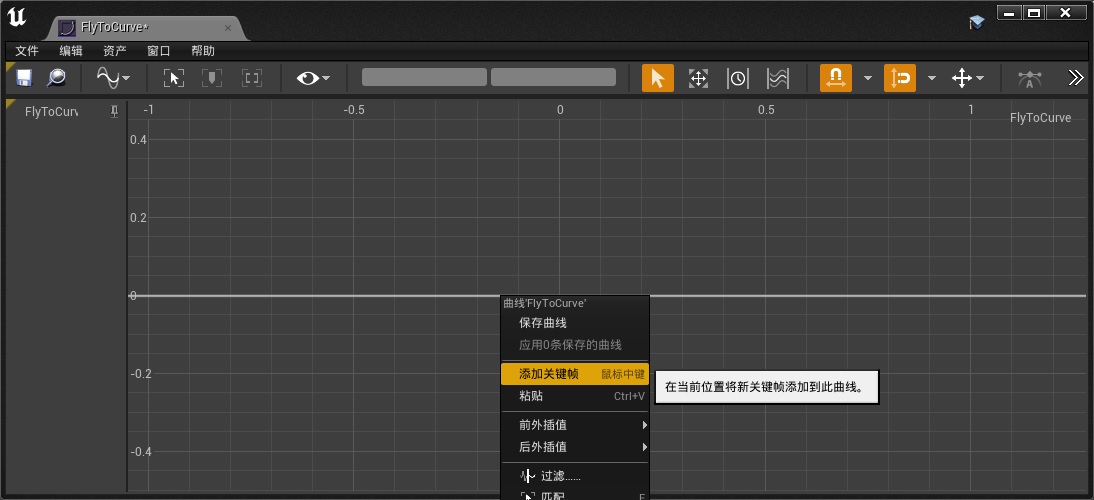 FlyToCurve*
文件 编辑 资产 窗口 帮助
FlyToCurv
-1 -0.5 0 0.5 1
FlyToCurve
0.4
0.2
0
-0.2
-0.4
曲线'FlyToCurve'
保存曲线
应用0条保存的曲线
添加关键帧 鼠标中键
在当前位置将新关键帧添加到此曲线。
粘贴 Ctrl+V
前外插值
后外插值
过滤......
匹配 F